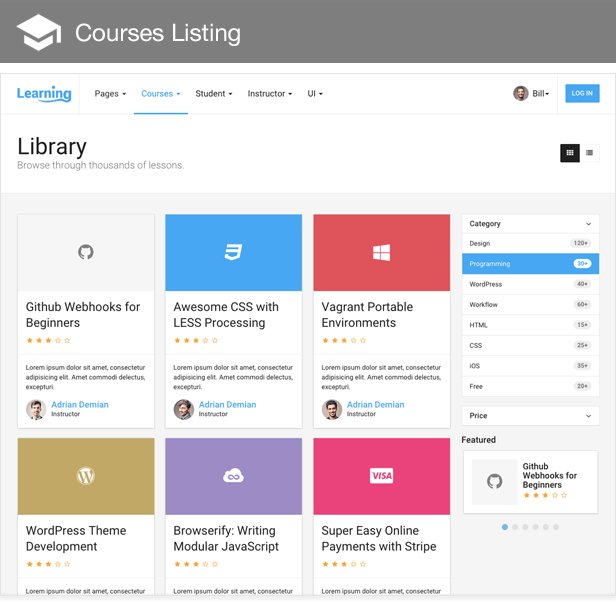 Courses Listing
Learning
Pages
Courses
Student
Instructor
UI
Bill
LOG IN
Library
Browse through thousands of lessons.
Github Webhooks for
Beginners
Lorem ipsum dolor sit amet, consectetur
adipisicing elit. Amet commodi delectus,
excepturi.
Adrian Demian
Instructor
Awesome CSS with
LESS Processing
Lorem ipsum dolor sit amet, consectetur
adipisicing elit. Amet commodi delectus,
excepturi.
Adrian Demian
Instructor
Vagrant Portable
Environments
Lorem ipsum dolor sit amet, consectetur
adipisicing elit. Amet commodi delectus,
excepturi.
Adrian Demian
Instructor
WordPress Theme
Development
Lorem ipsum dolor sit amet, consectetur
Browserify: Writing
Modular JavaScript
Lorem ipsum dolor sit amet, consectetur
VISA
Super Easy Online
Payments with Stripe
Lorem ipsum dolor sit amet, consectetur
Category
Design 120+
Programming 30+
WordPress 40+
Workflow 60+
HTML 15+
CSS 25+
iOS 35+
Free 20+
Price
Featured
Github
Webhooks for
Beginners